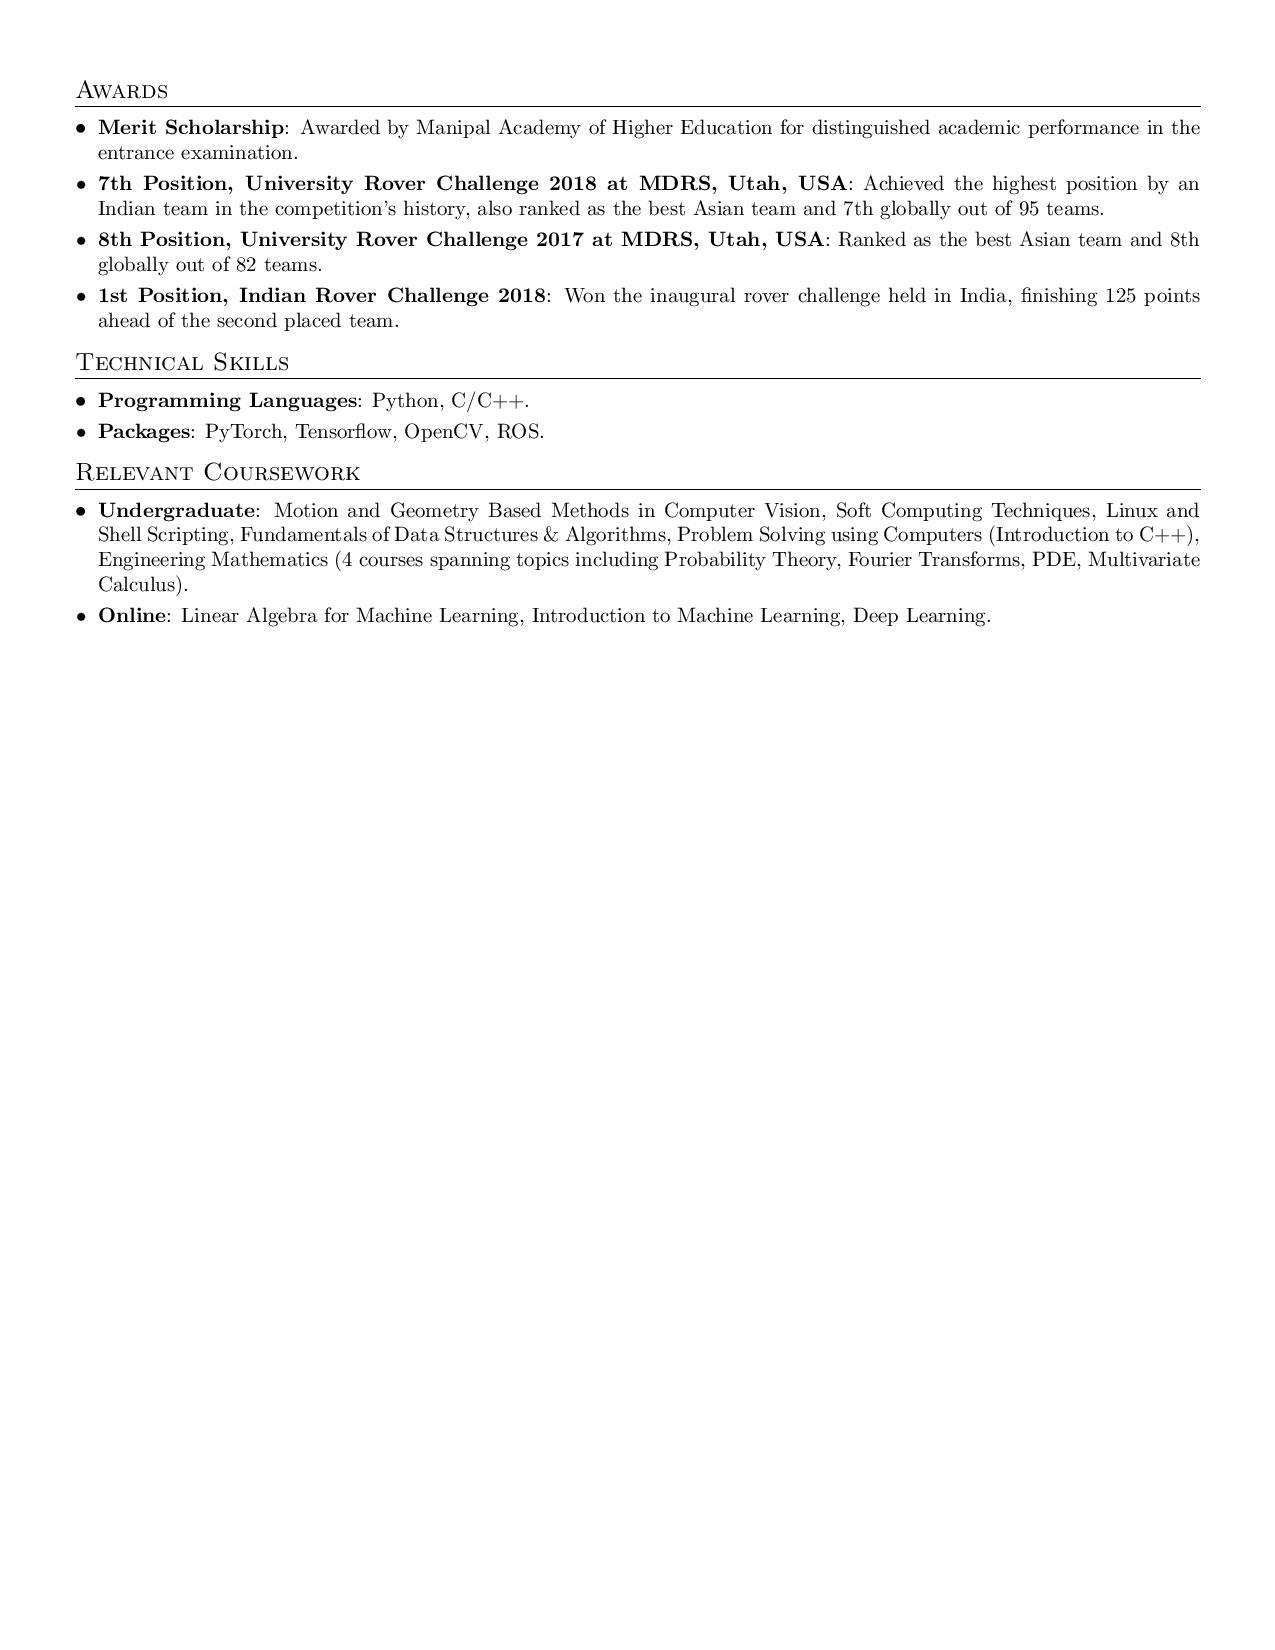 Awards
• Merit Scholarship: Awarded by Manipal Academy of Higher Education for distinguished academic performance in the
entrance examination.
• 7th Position, University Rover Challenge 2018 at MDRS, Utah, USA: Achieved the highest position by an
Indian team in the competition's history, also ranked as the best Asian team and 7th globally out of 95 teams.
• 8th Position, University Rover Challenge 2017 at MDRS, Utah, USA: Ranked as the best Asian team and 8th
globally out of 82 teams.
• 1st Position, Indian Rover Challenge 2018: Won the inaugural rover challenge held in India, finishing 125 points
ahead of the second placed team.
Technical Skills
• Programming Languages: Python, C/C++.
• Packages: PyTorch, Tensorflow, OpenCV, ROS.
Relevant Coursework
• Undergraduate: Motion and Geometry Based Methods in Computer Vision, Soft Computing Techniques, Linux and
Shell Scripting, Fundamentals of Data Structures & Algorithms, Problem Solving using Computers (Introduction to C++),
Engineering Mathematics (4 courses spanning topics including Probability Theory, Fourier Transforms, PDE, Multivariate
Calculus).
• Online: Linear Algebra for Machine Learning, Introduction to Machine Learning, Deep Learning.